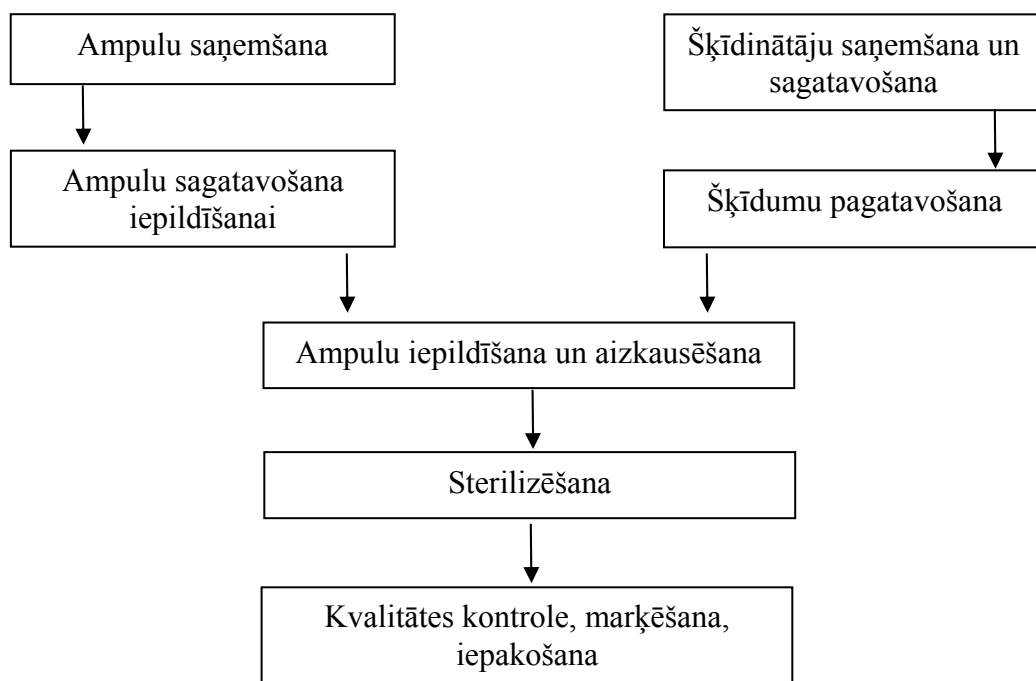 Ampulu saņemšana
Šķīdinātāju saņemšana un
sagatavošana
Ampulu sagatavošana
iepildīšanai
Šķīdumu pagatavošana
Ampulu iepildīšana un aizkausēšana
Sterilizēšana
Kvalitātes kontrole, marķēšana,
iepakošana